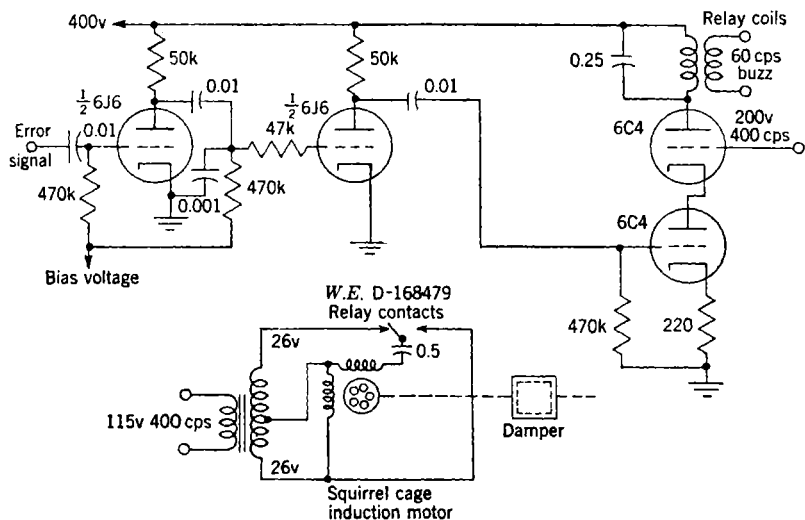 400v
50k
0.01
½ 6J6
Error
signal
0.01
470k
0.001
470k
Bias voltage
47k
50k
½ 6J6
0.01
0.25
Relay coils
60 cps
buzz
6C4
200v
400 cps
6C4
470k
220
W.E. D-168479
Relay contacts
26v
0.5
115v 400 cps
26v
Damper
Squirrel cage
induction motor